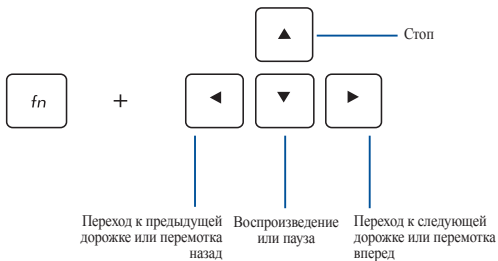 Стоп
fn +
Переход к предыдущей
дорожке или перемотка
назад
Воспроизведение
или пауза
Переход к следующей
дорожке или перемотка
вперед